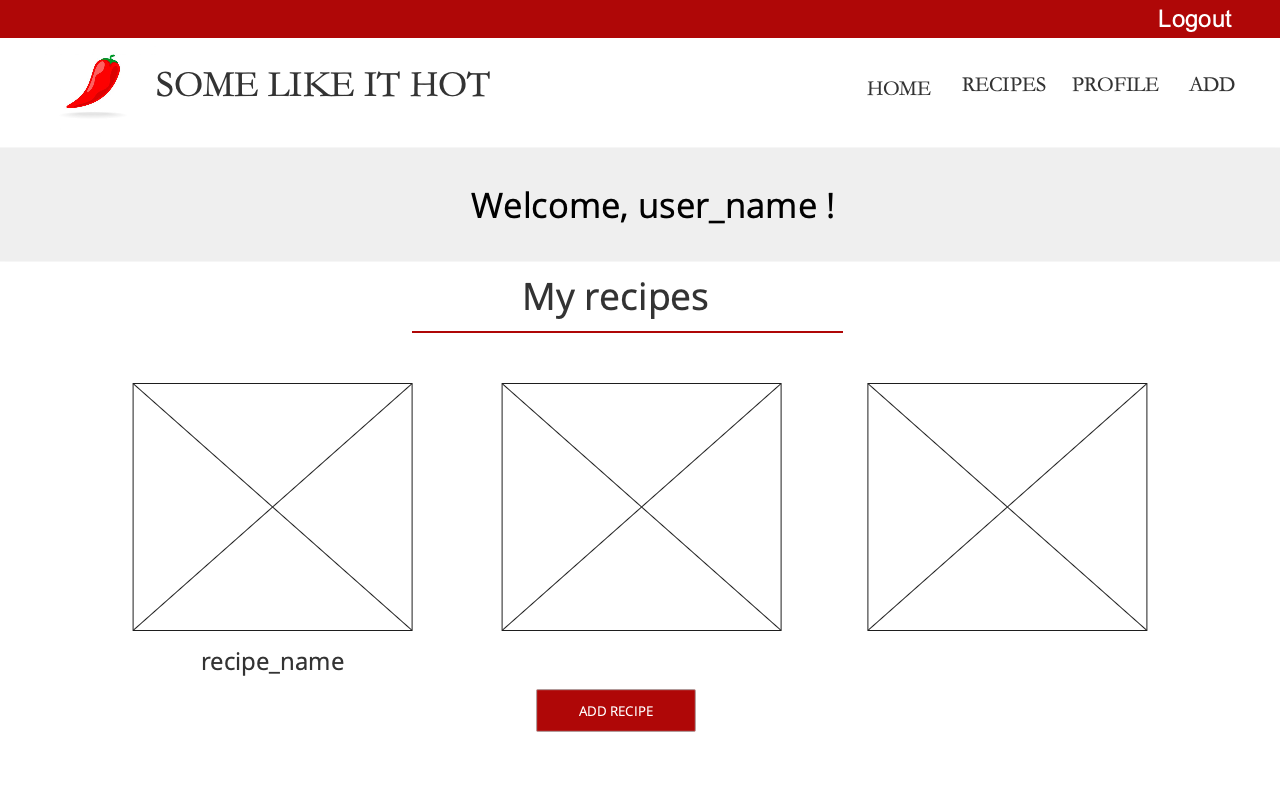 Logout
SOME LIKE IT HOT
HOME
RECIPES
PROFILE
ADD
Welcome, user_name !
My recipes
recipe_name
ADD RECIPE